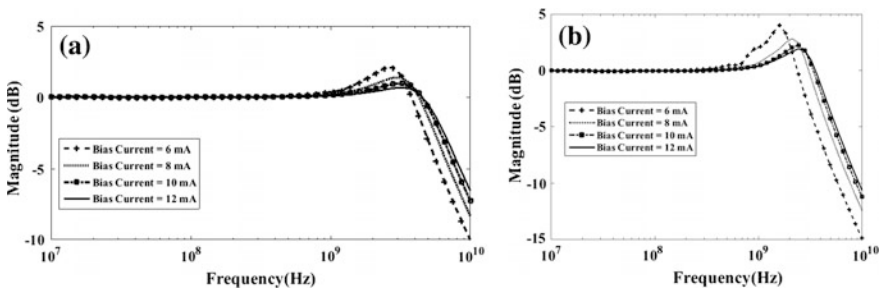 (a)
5
0
-5
-10
Magnitude (dB)
Bias Current = 6 mA
Bias Current = 8 mA
Bias Current = 10 mA
Bias Current = 12 mA
10^7
10^8
10^9
10^10
Frequency(Hz)
(b)
5
0
-5
-10
-15
Magnitude (dB)
Bias Current = 6 mA
Bias Current = 8 mA
Bias Current = 10 mA
Bias Current = 12 mA
10^7
10^8
10^9
10^10
Frequency(Hz)